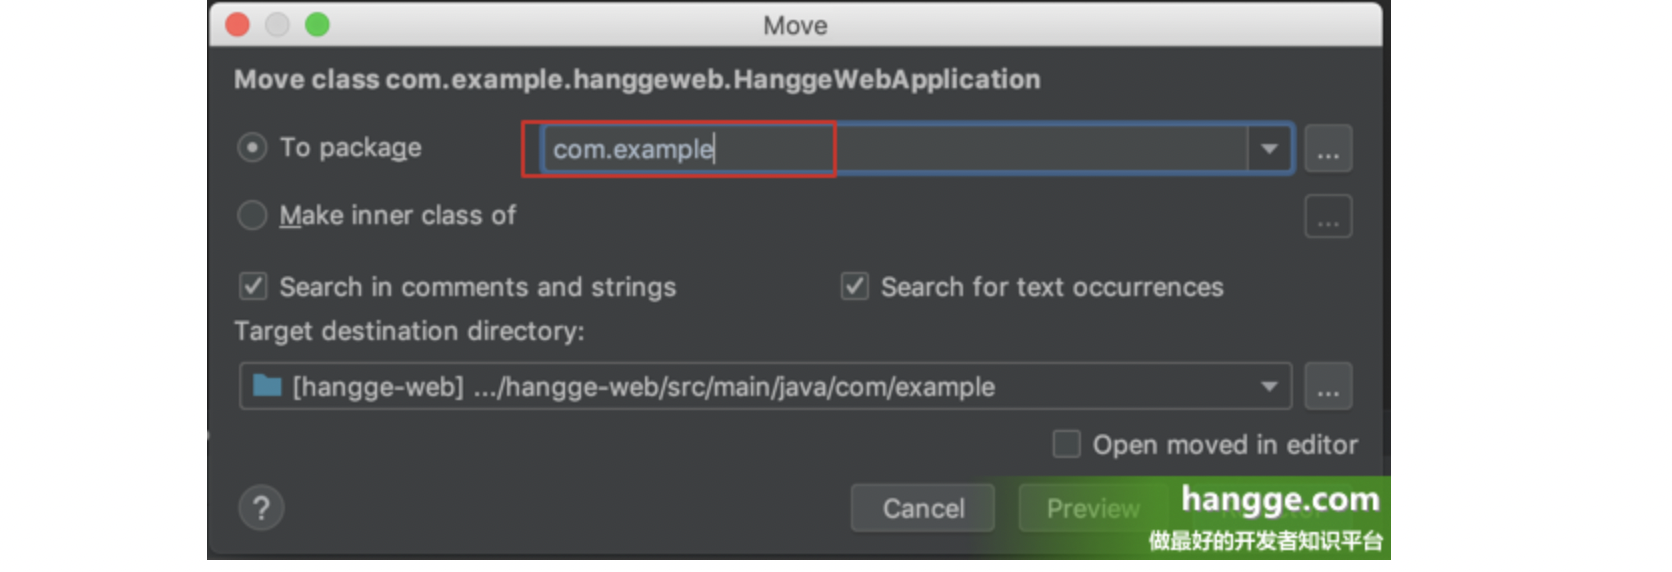 Move
Move class com.example.hanggeweb.HanggeWebApplication
To package com.example ...
Make inner class of ...
Search in comments and strings Search for text occurrences
Target destination directory:
[hangge-web] .../hangge-web/src/main/java/com/example ...
Open moved in editor
? Cancel Preview
hangge.com
做最好的开发者知识平台